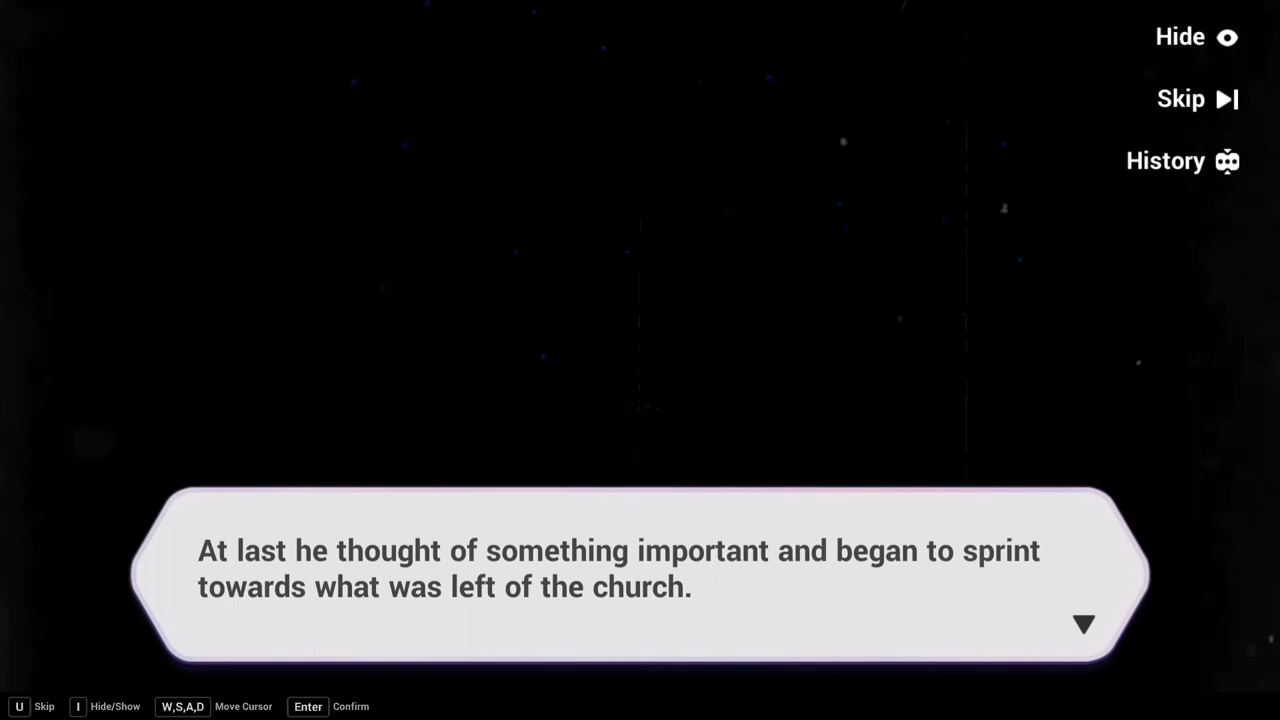 Hide
Skip
History
At last he thought of something important and began to sprint
towards what was left of the church.
U Skip I Hide/Show W,S,A,D Move Cursor Enter Confirm